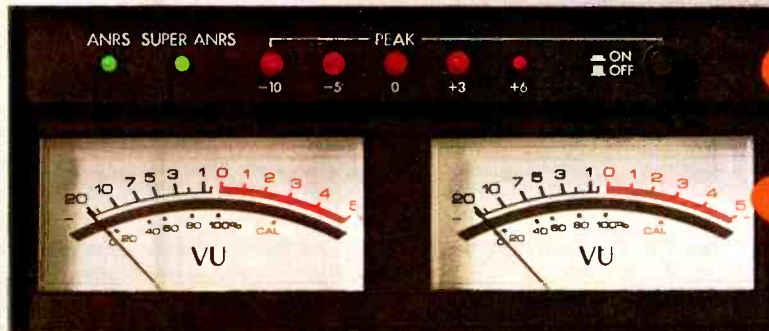 ANRS SUPER ANRS PEAK
ON
OFF
-10 -5 0 +3 +6
20 10 7 5 3 1 0 1 2 3 4 5
- 0 20 40 60 80 100% CAL
VU
20 10 7 5 3 1 0 1 2 3 4 5
- 0 20 40 60 80 100% CAL
VU